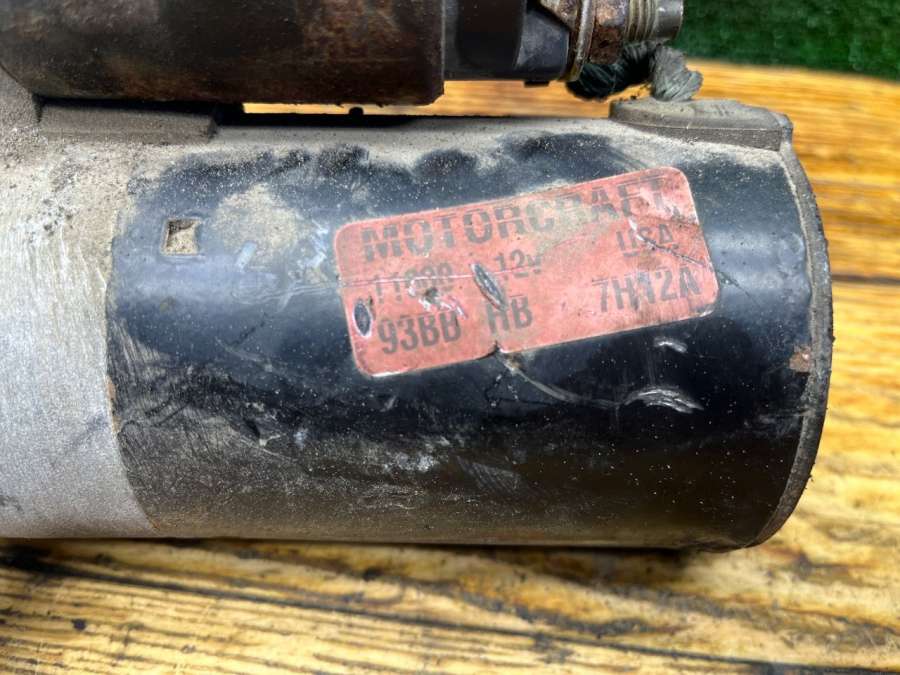 MOTORCRAFT
12V USA
93BB HB 7H12A